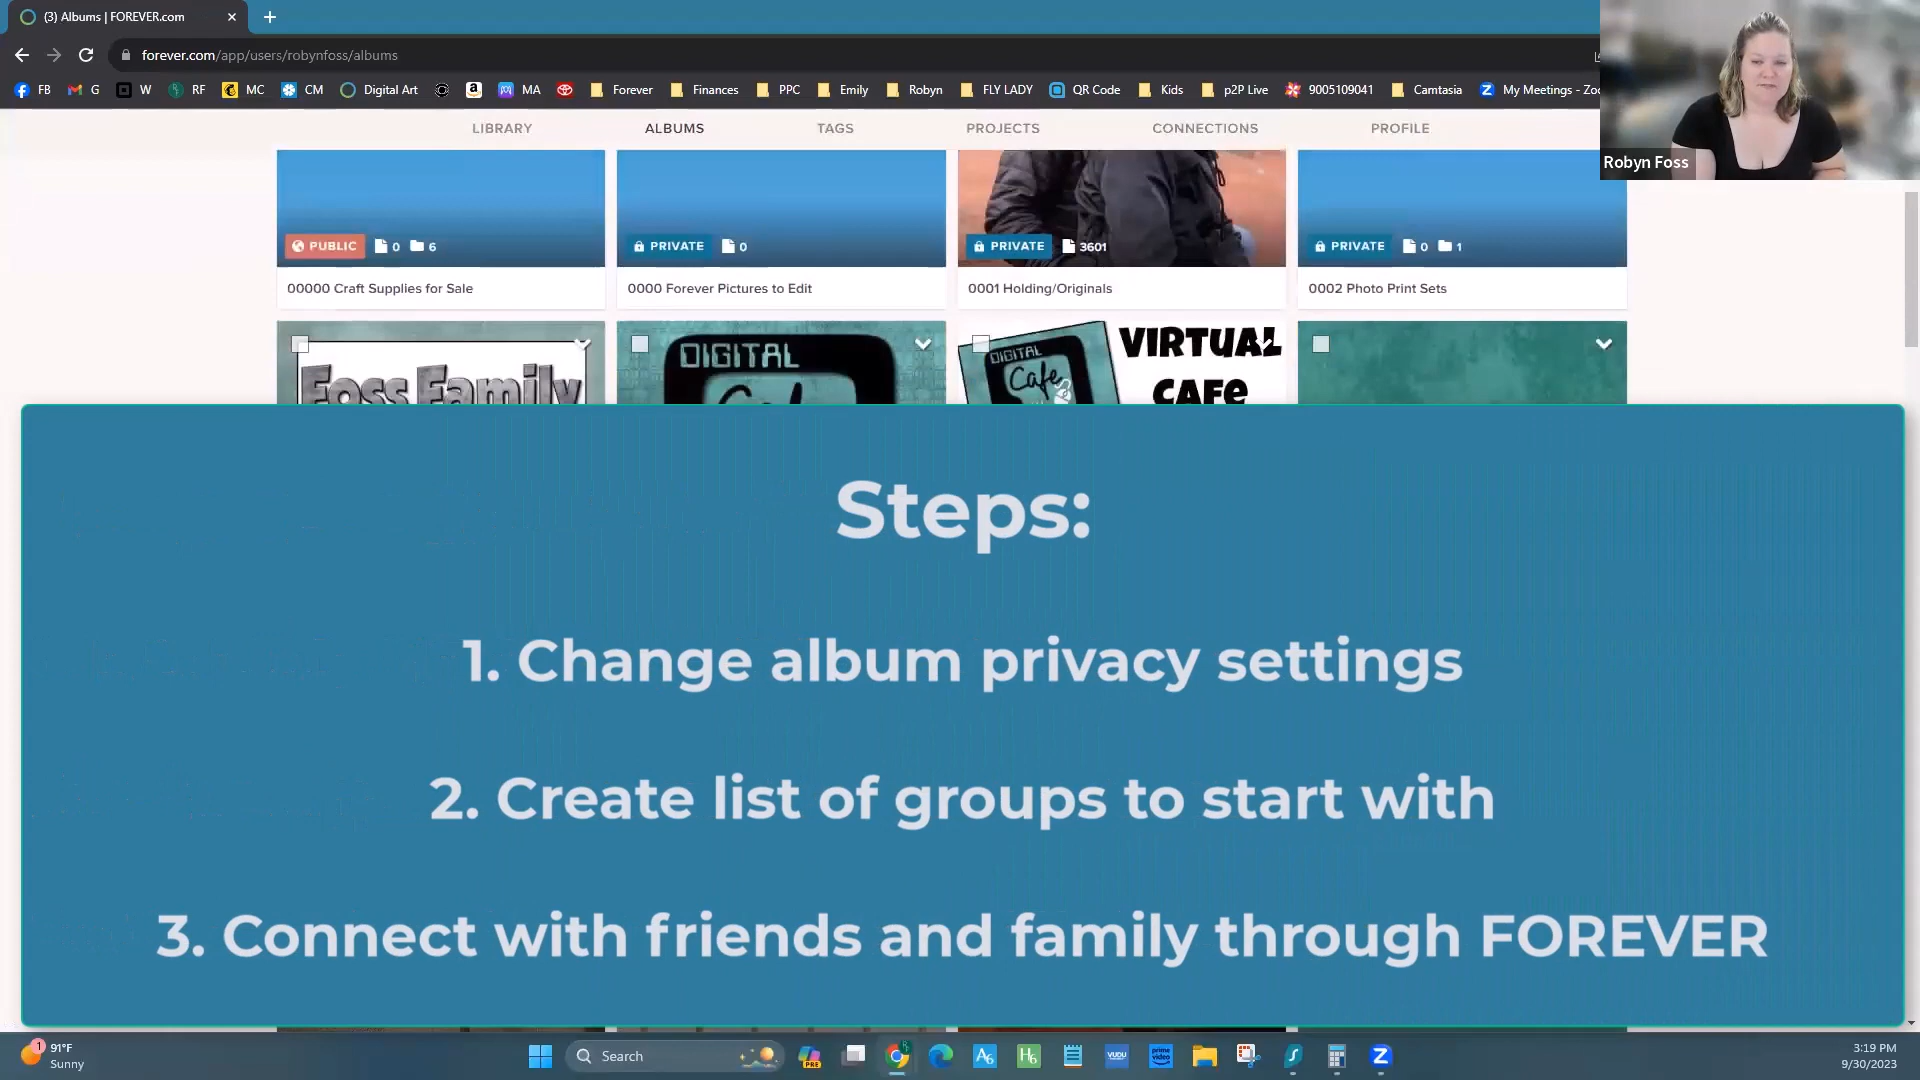 (3) Albums | FOREVER.com
forever.com/app/users/robynfoss/albums
FB G W RF MC CM Digital Art MA Forever Finances PPC Emily Robyn FLY LADY QR Code Kids p2P Live 9005109041 Camtasia My Meetings - Zoo
LIBRARY ALBUMS TAGS PROJECTS CONNECTIONS PROFILE
Robyn Foss
PUBLIC 0 6 PRIVATE 0 PRIVATE 3601 PRIVATE 0 1
00000 Craft Supplies for Sale 0000 Forever Pictures to Edit 0001 Holding/Originals 0002 Photo Print Sets
Foss Family
DIGITAL
DIGITAL
Cafe
VIRTUAL
CAFE
Steps:
1. Change album privacy settings
2. Create list of groups to start with
3. Connect with friends and family through FOREVER
1
91°F
Sunny
Search
PRE
VUDU
prime video
3:19 PM
9/30/2023